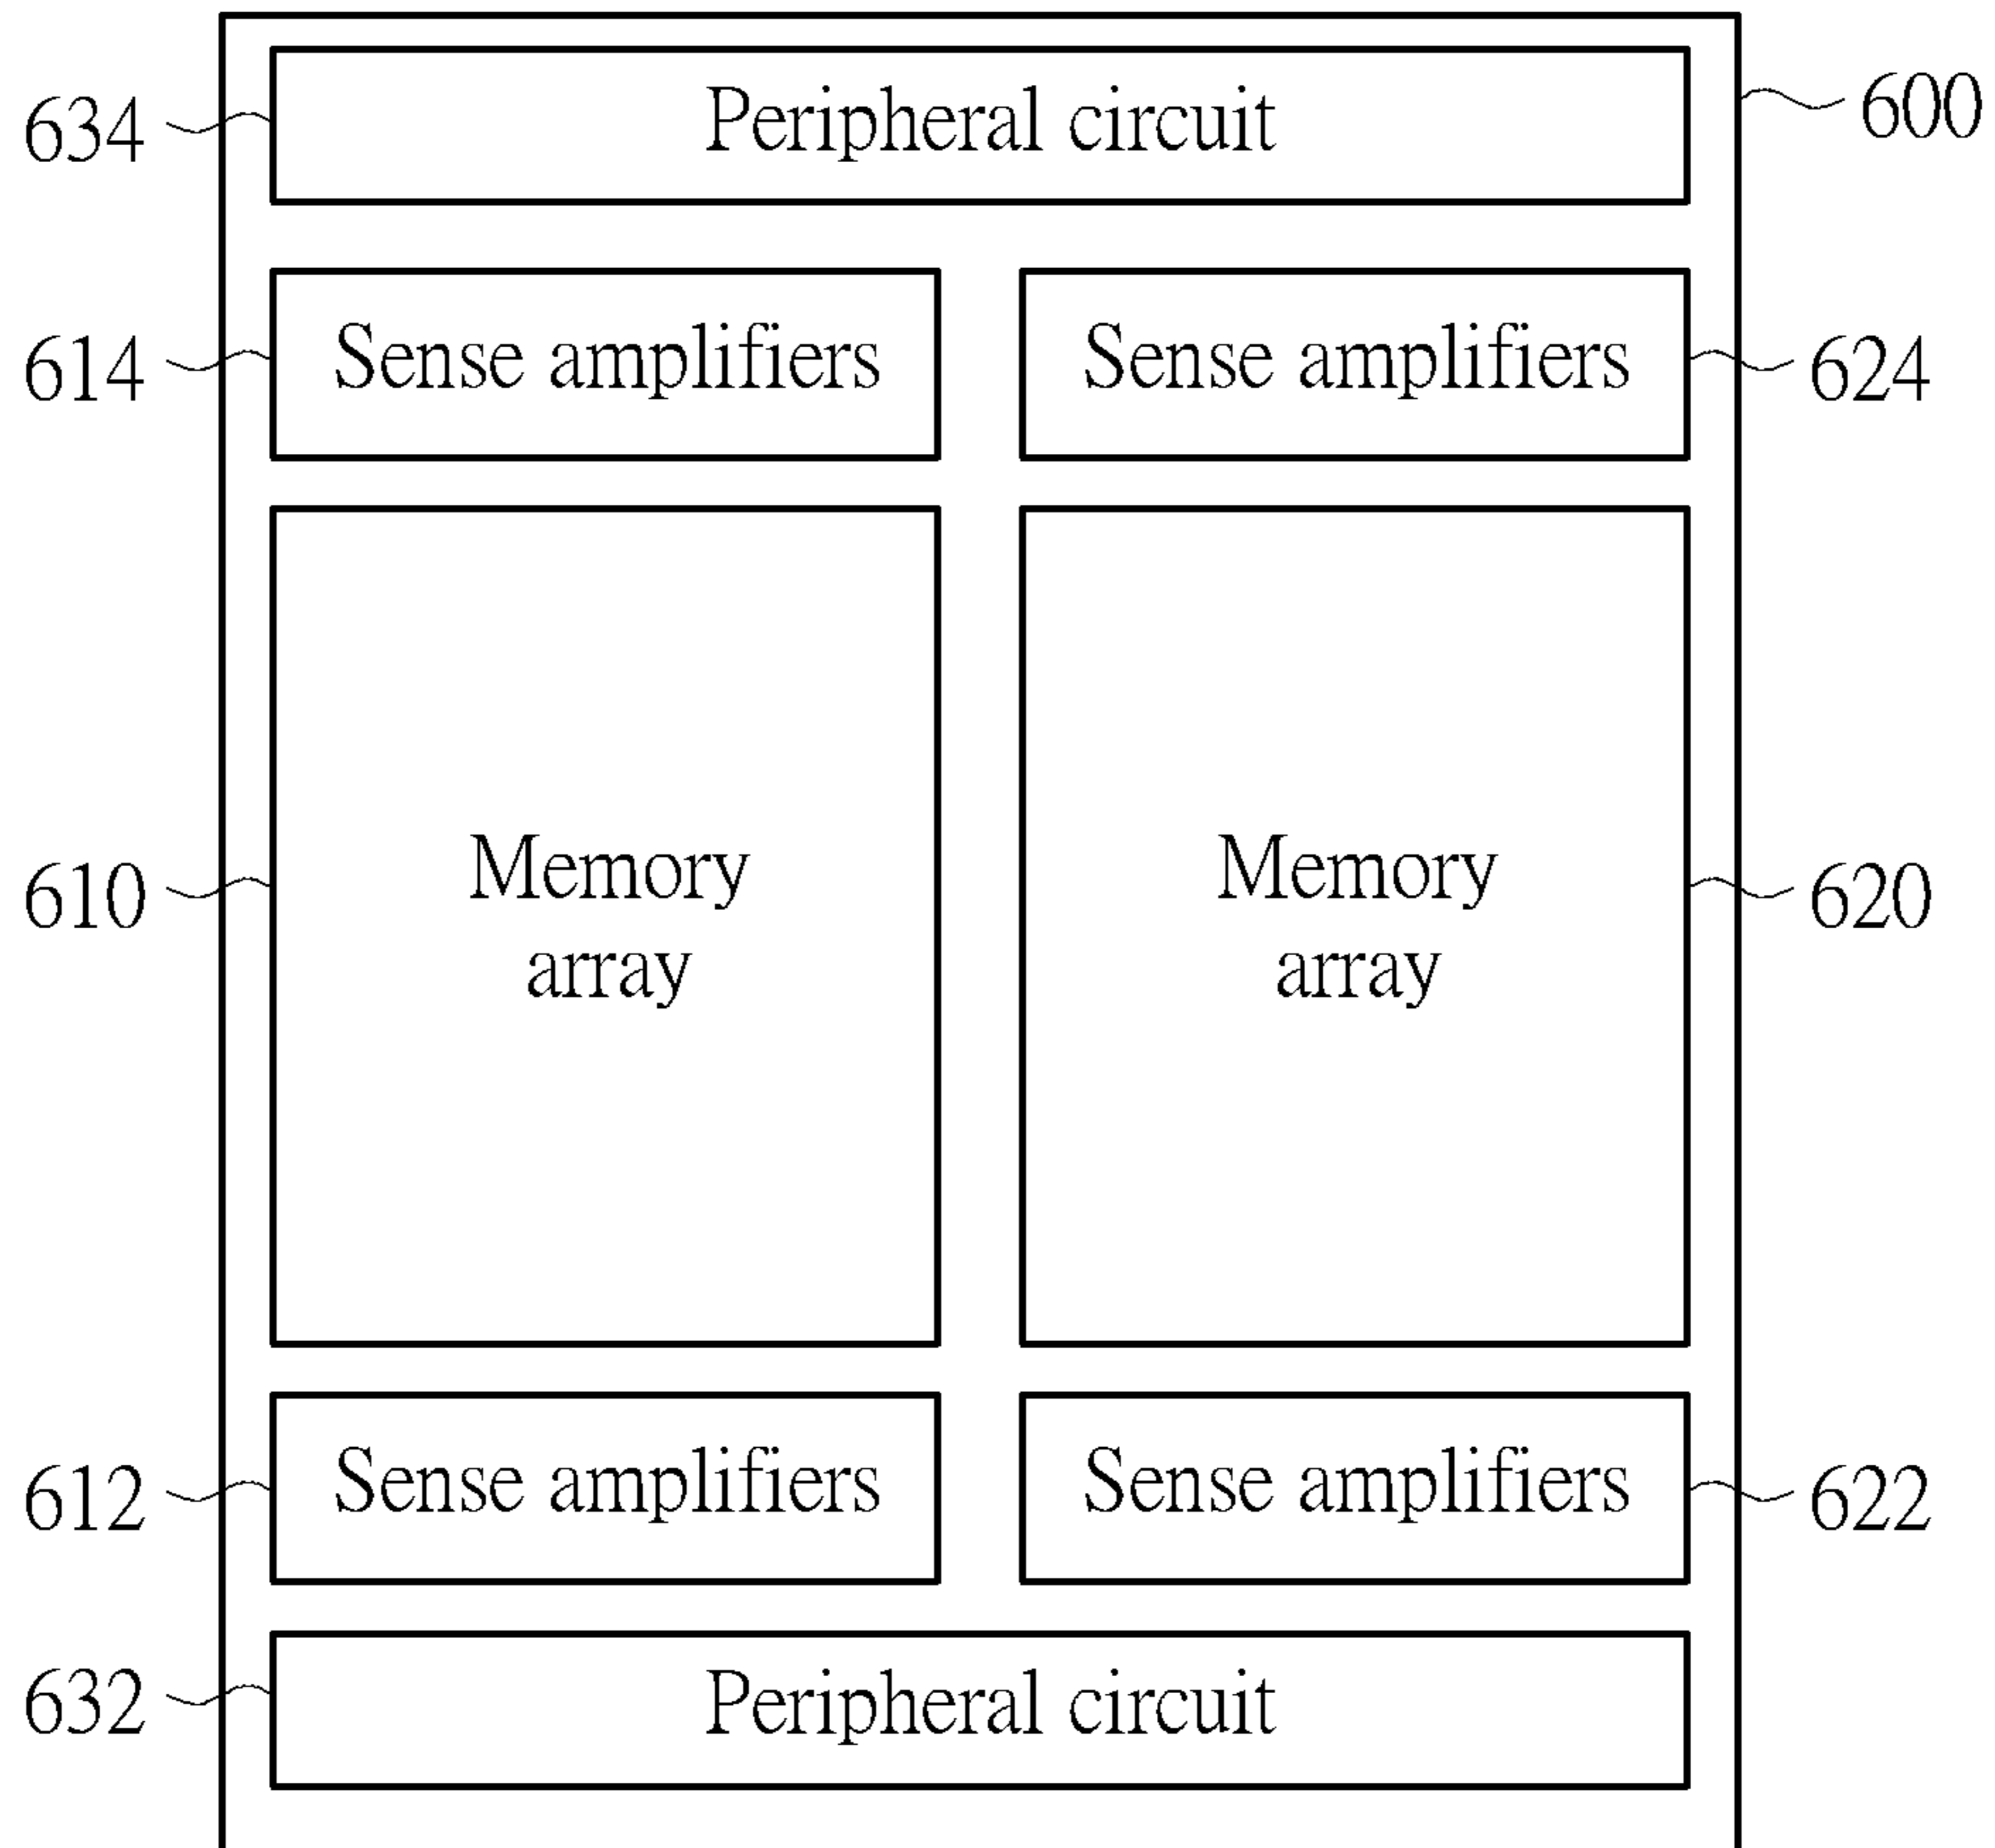 634
Peripheral circuit
600
614
Sense amplifiers
Sense amplifiers
624
610
Memory
array
Memory
array
620
612
Sense amplifiers
Sense amplifiers
622
632
Peripheral circuit